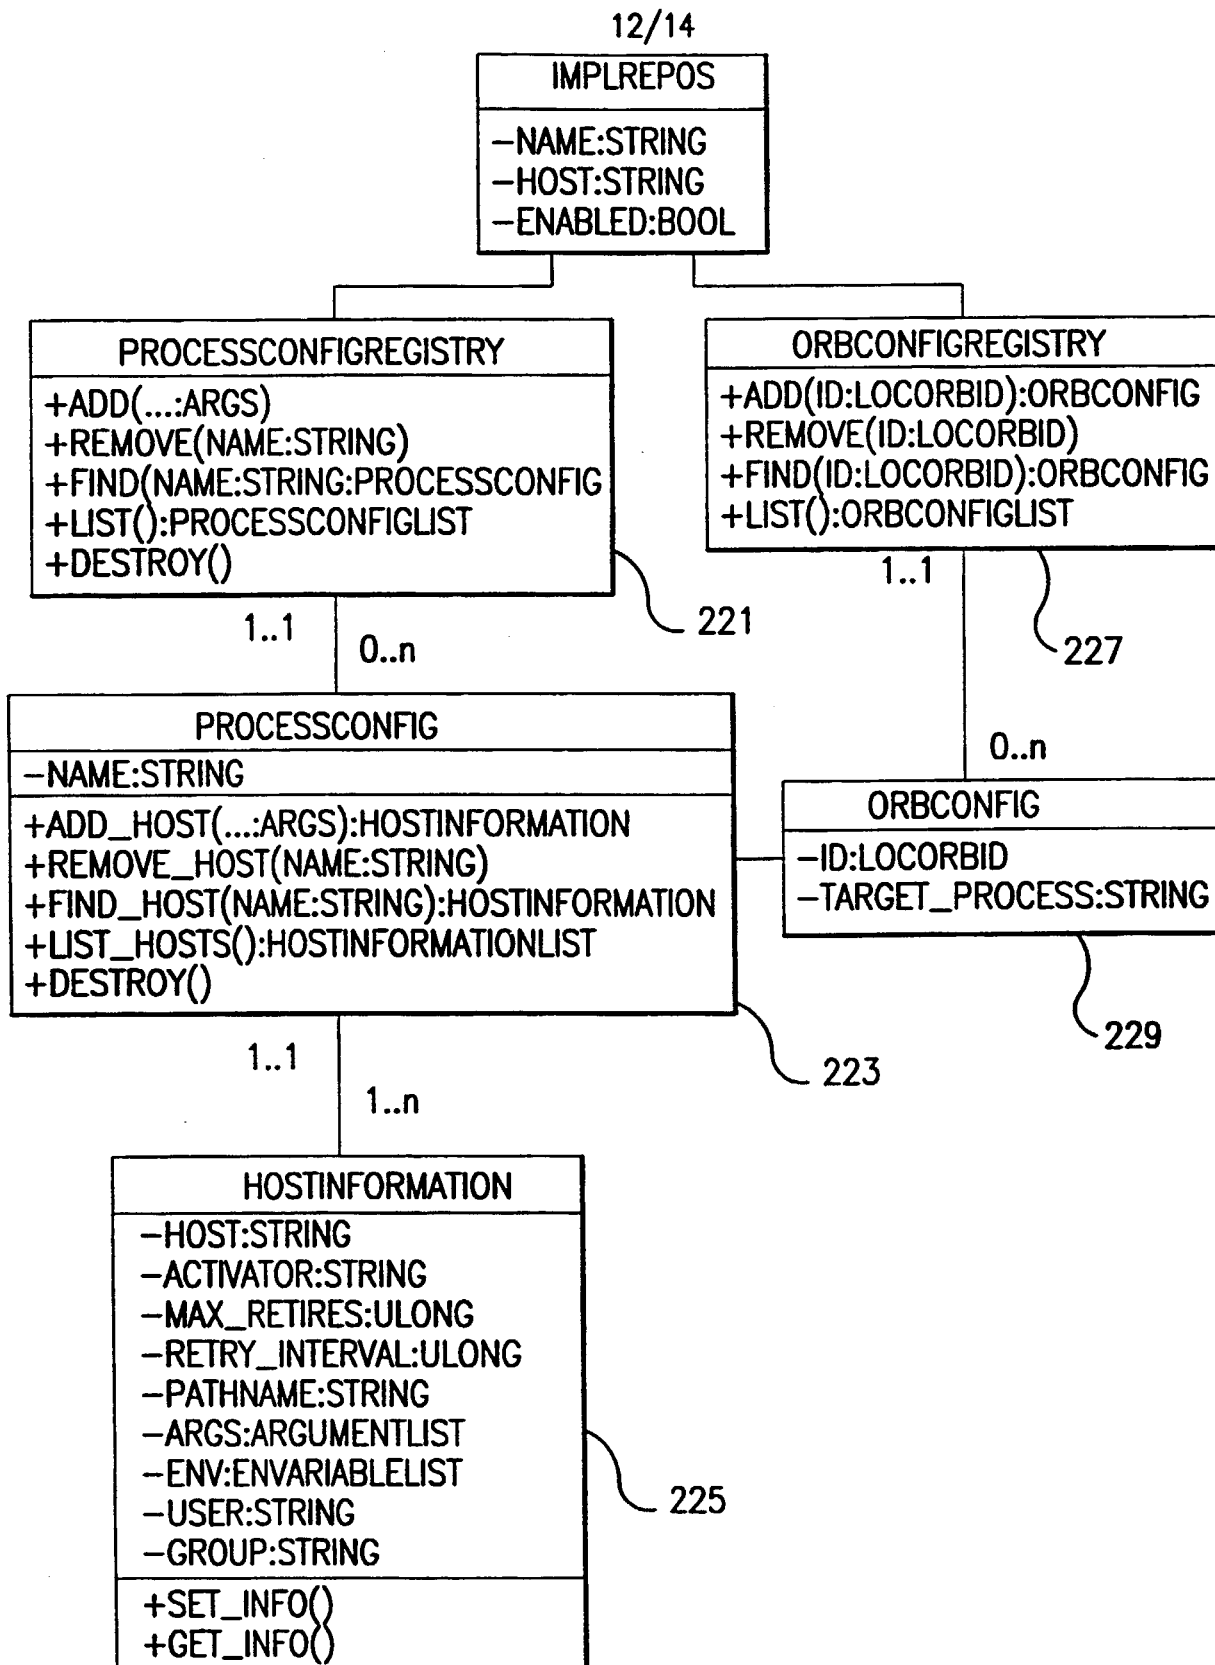 12/14
IMPLREPOS
-NAME:STRING
-HOST:STRING
-ENABLED:BOOL
PROCESSCONFIGREGISTRY
+ADD(...:ARGS)
+REMOVE(NAME:STRING)
+FIND(NAME:STRING:PROCESSCONFIG
+LIST():PROCESSCONFIGLIST
+DESTROY()
221
ORBCONFIGREGISTRY
+ADD(ID:LOCORBID):ORBCONFIG
+REMOVE(ID:LOCORBID)
+FIND(ID:LOCORBID):ORBCONFIG
+LIST():ORBCONFIGLIST
227
1..1
0..n
1..1
0..n
PROCESSCONFIG
-NAME:STRING
+ADD_HOST(...:ARGS):HOSTINFORMATION
+REMOVE_HOST(NAME:STRING)
+FIND_HOST(NAME:STRING):HOSTINFORMATION
+LIST_HOSTS():HOSTINFORMATIONLIST
+DESTROY()
223
ORBCONFIG
-ID:LOCORBID
-TARGET_PROCESS:STRING
229
1..1
1..n
HOSTINFORMATION
-HOST:STRING
-ACTIVATOR:STRING
-MAX_RETIRES:ULONG
-RETRY_INTERVAL:ULONG
-PATHNAME:STRING
-ARGS:ARGUMENTLIST
-ENV:ENVARIABLELIST
-USER:STRING
-GROUP:STRING
+SET_INFO()
+GET_INFO()
225